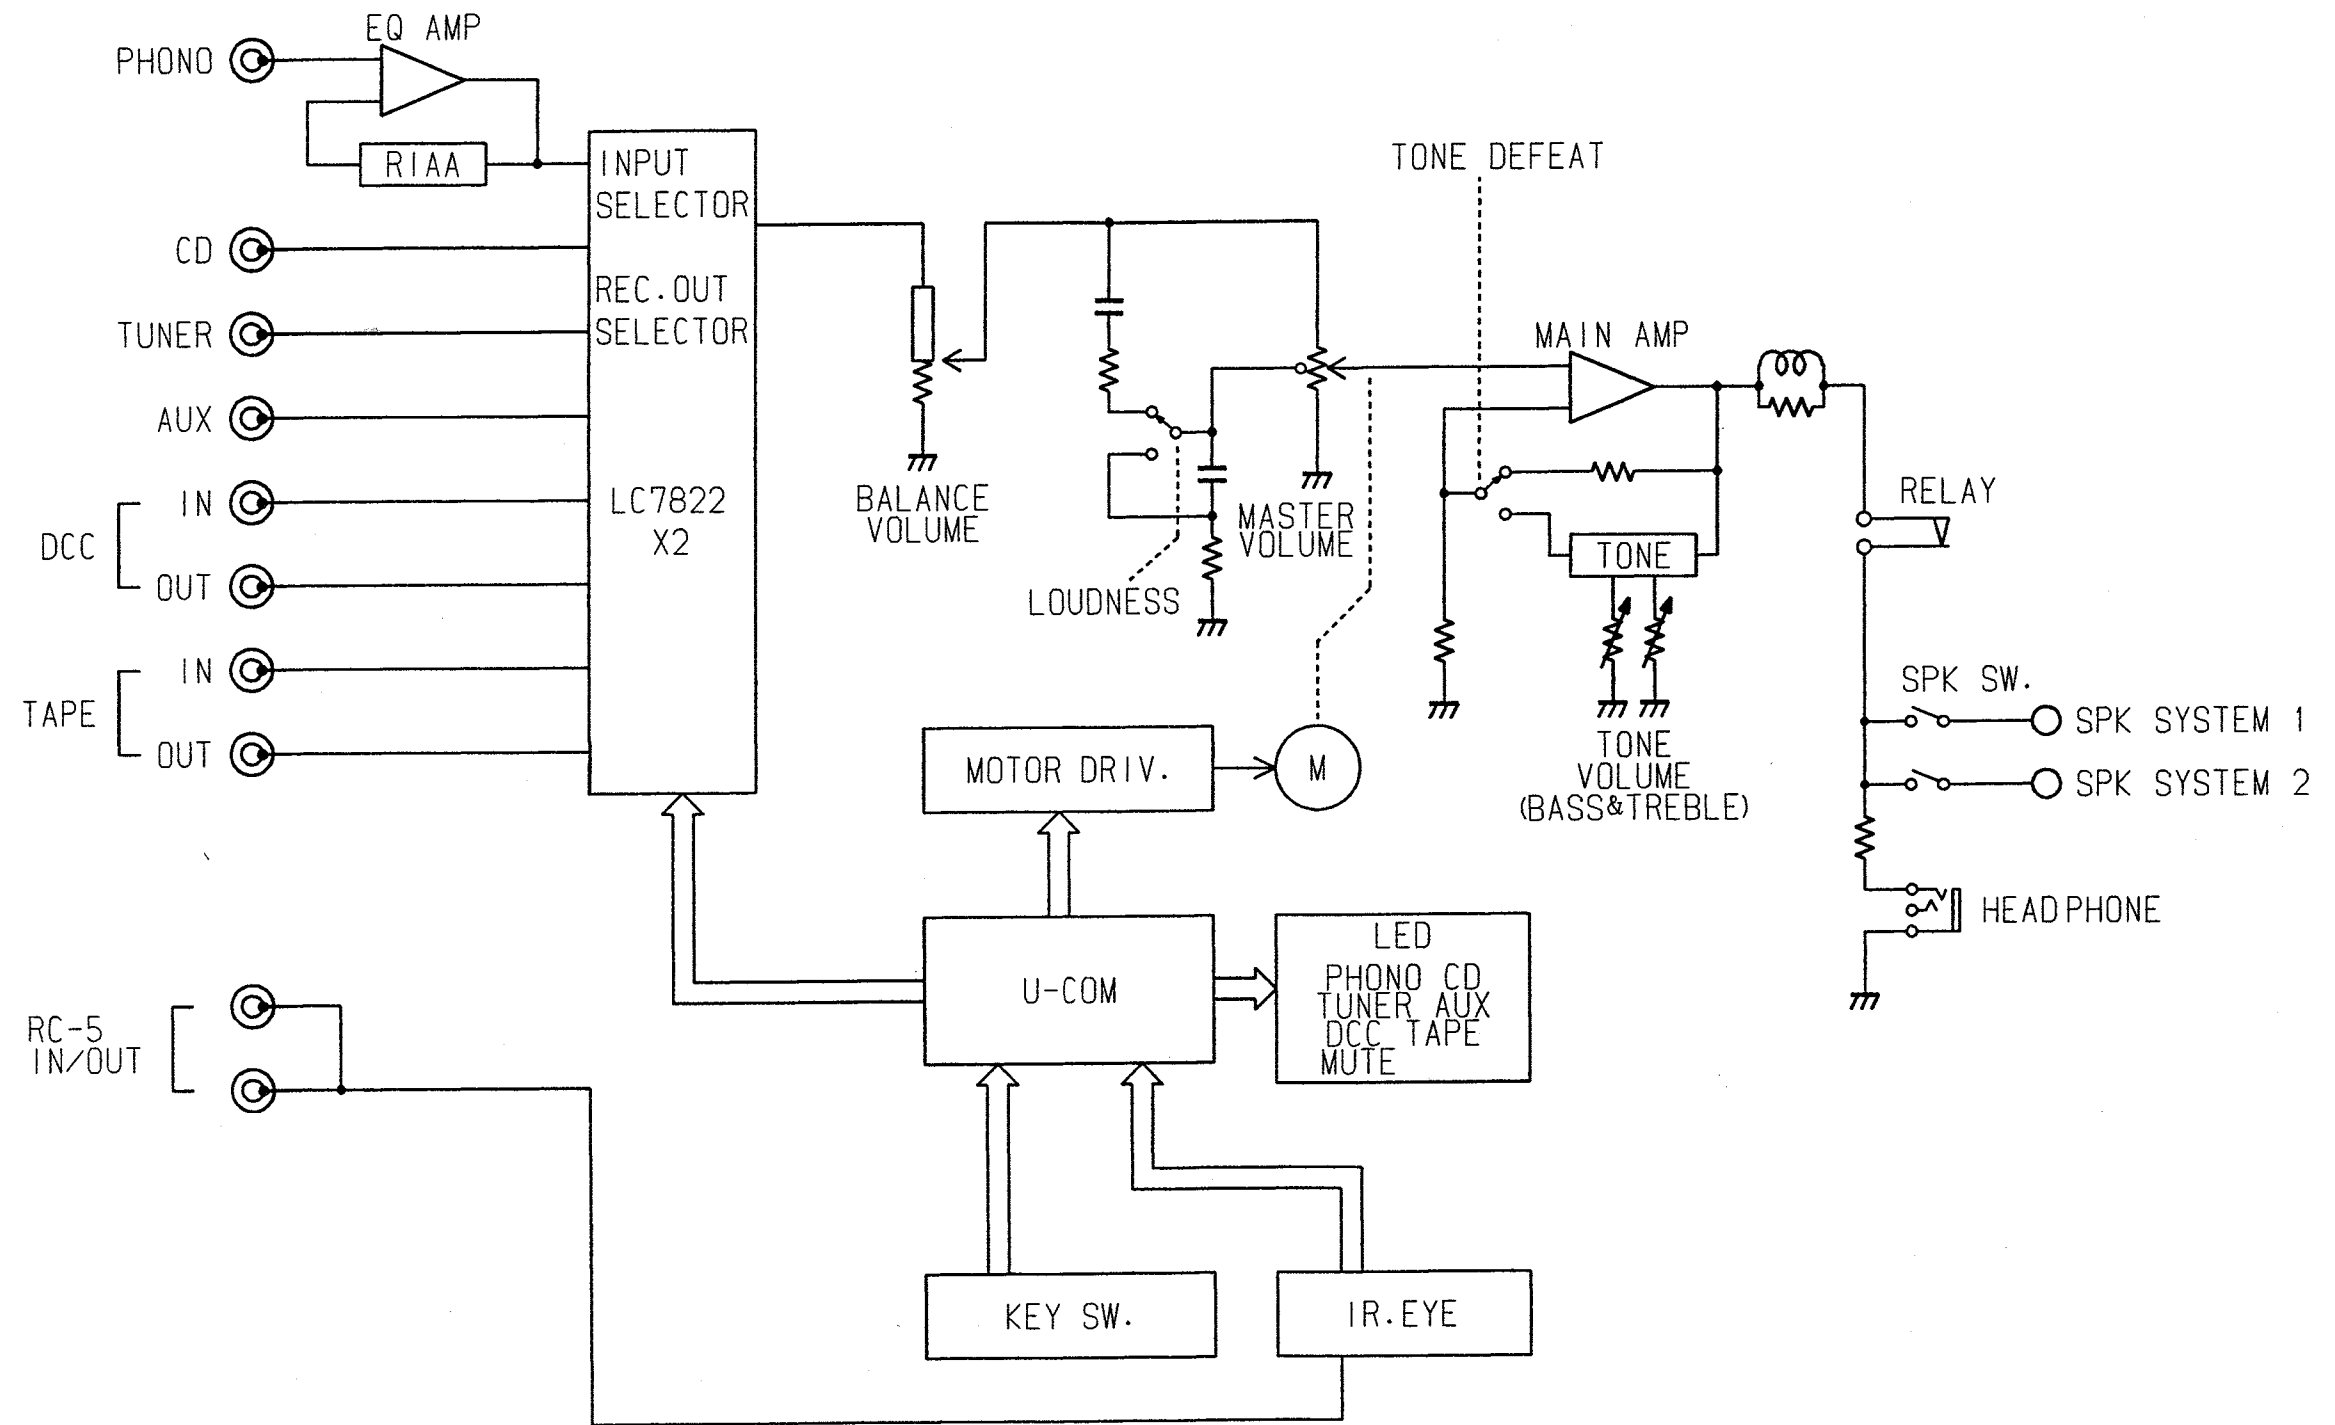 EQ AMP
PHONO
RIAA
INPUT
SELECTOR
CD
REC.OUT
SELECTOR
TUNER
AUX
LC7822
X2
DCC
IN
OUT
TAPE
IN
OUT
BALANCE
VOLUME
LOUDNESS
MASTER
VOLUME
TONE DEFEAT
MAIN AMP
TONE
TONE
VOLUME
(BASS&TREBLE)
RELAY
SPK SW.
SPK SYSTEM 1
SPK SYSTEM 2
HEADPHONE
MOTOR DRIV.
M
U-COM
LED
PHONO CD
TUNER AUX
DCC TAPE
MUTE
RC-5
IN/OUT
KEY SW.
IR.EYE